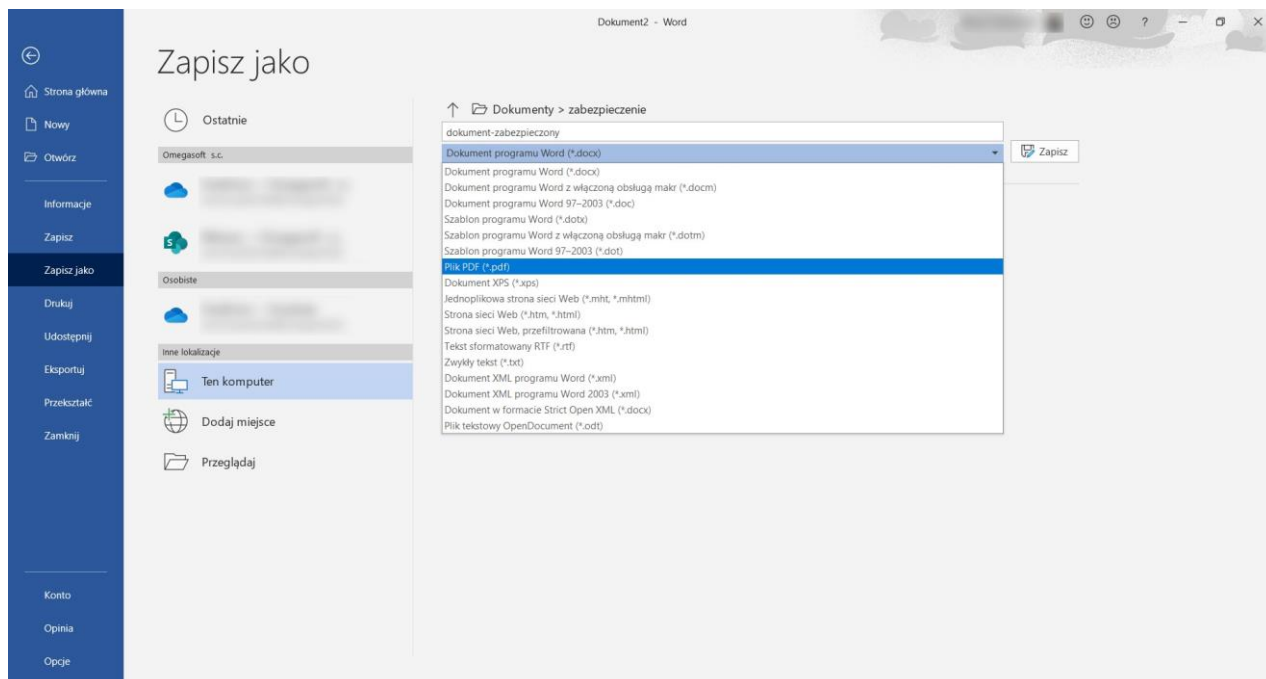 Dokument2 - Word
?
Zapisz jako
Strona główna
Nowy
Otwórz
Informacje
Zapisz
Zapisz jako
Drukuj
Udostępnij
Eksportuj
Przekształć
Zamknij
Konto
Opinia
Opcje
Ostatnie
Omegasoft s.c.
S
Osobiste
Inne lokalizacje
Ten komputer
Dodaj miejsce
Przeglądaj
Dokumenty > zabezpieczenie
dokument-zabezpieczony
Dokument programu Word (*.docx)
Zapisz
Dokument programu Word (*.docx)
Dokument programu Word z włączoną obsługą makr (*.docm)
Dokument programu Word 97–2003 (*.doc)
Szablon programu Word (*.dotx)
Szablon programu Word z włączoną obsługą makr (*.dotm)
Szablon programu Word 97–2003 (*.dot)
Plik PDF (*.pdf)
Dokument XPS (*.xps)
Jednoplikowa strona sieci Web (*.mht, *.mhtml)
Strona sieci Web (*.htm, *.html)
Strona sieci Web, przefiltrowana (*.htm, *.html)
Tekst sformatowany RTF (*.rtf)
Zwykły tekst (*.txt)
Dokument XML programu Word (*.xml)
Dokument XML programu Word 2003 (*.xml)
Dokument w formacie Strict Open XML (*.docx)
Plik tekstowy OpenDocument (*.odt)